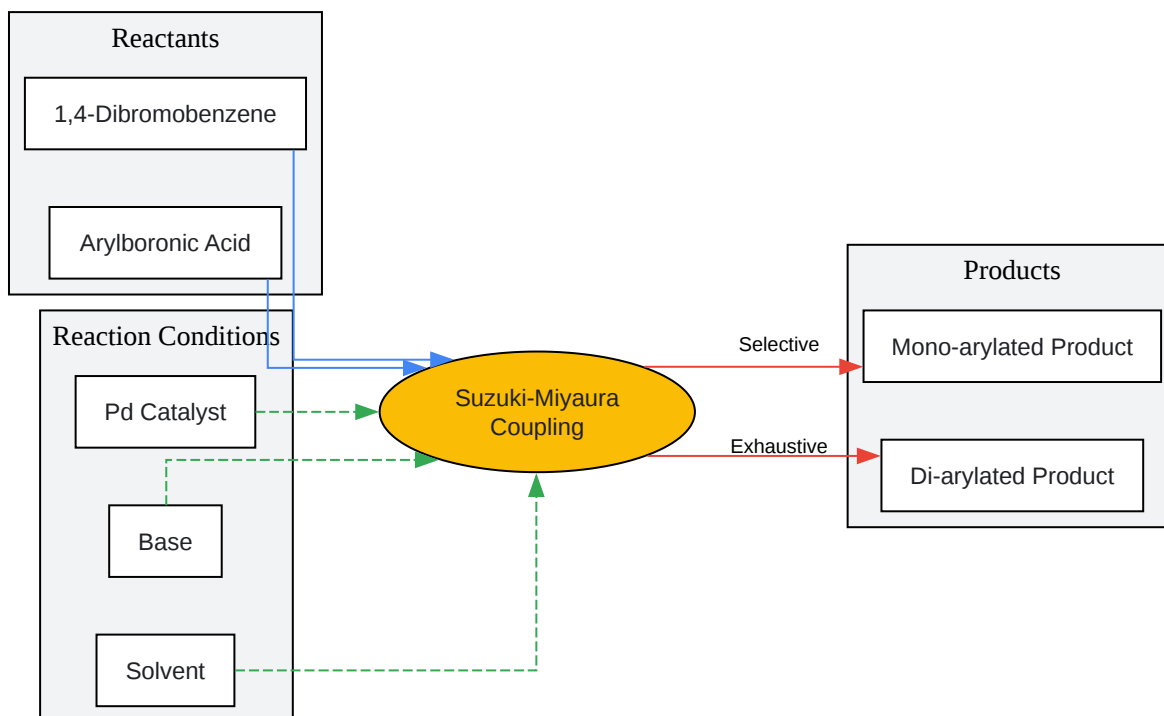 Reactants
1,4-Dibromobenzene
Arylboronic Acid
Reaction Conditions
Pd Catalyst
Base
Solvent
Suzuki-Miyaura
Coupling
Selective
Exhaustive
Products
Mono-arylated Product
Di-arylated Product